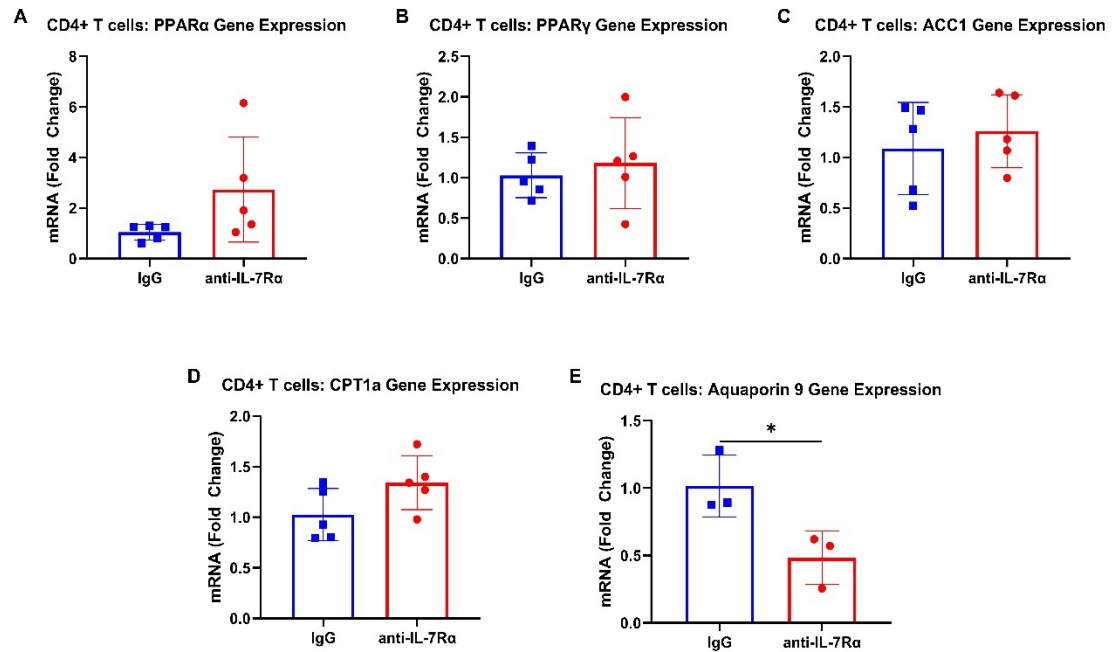 A
CD4+ T cells: PPARα Gene Expression
mRNA (Fold Change)
8
6
4
2
0
IgG
anti-IL-7Rα
B
CD4+ T cells: PPARγ Gene Expression
mRNA (Fold Change)
2.5
2.0
1.5
1.0
0.5
0.0
IgG
anti-IL-7Rα
C
CD4+ T cells: ACC1 Gene Expression
mRNA (Fold Change)
2.0
1.5
1.0
0.5
0.0
IgG
anti-IL-7Rα
D
CD4+ T cells: CPT1a Gene Expression
mRNA (Fold Change)
2.0
1.5
1.0
0.5
0.0
IgG
anti-IL-7Rα
E
CD4+ T cells: Aquaporin 9 Gene Expression
mRNA (Fold Change)
1.5
1.0
0.5
0.0
*
IgG
anti-IL-7Rα